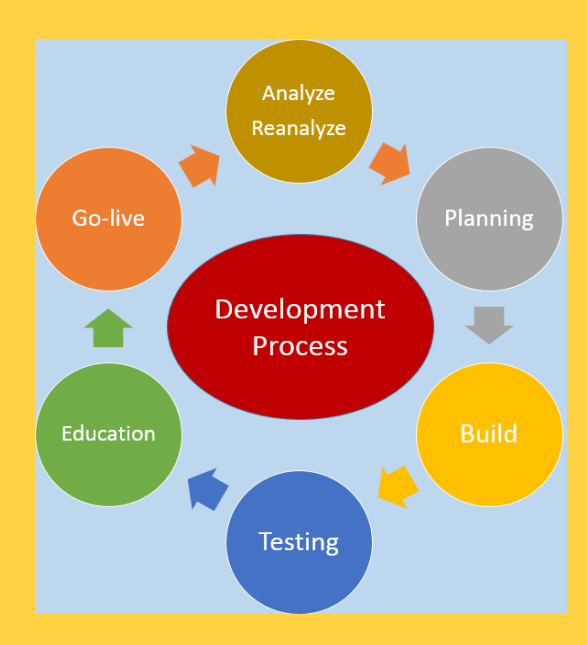 Analyze
Reanalyze
Go-live
Planning
Development
Process
Education
Build
Testing